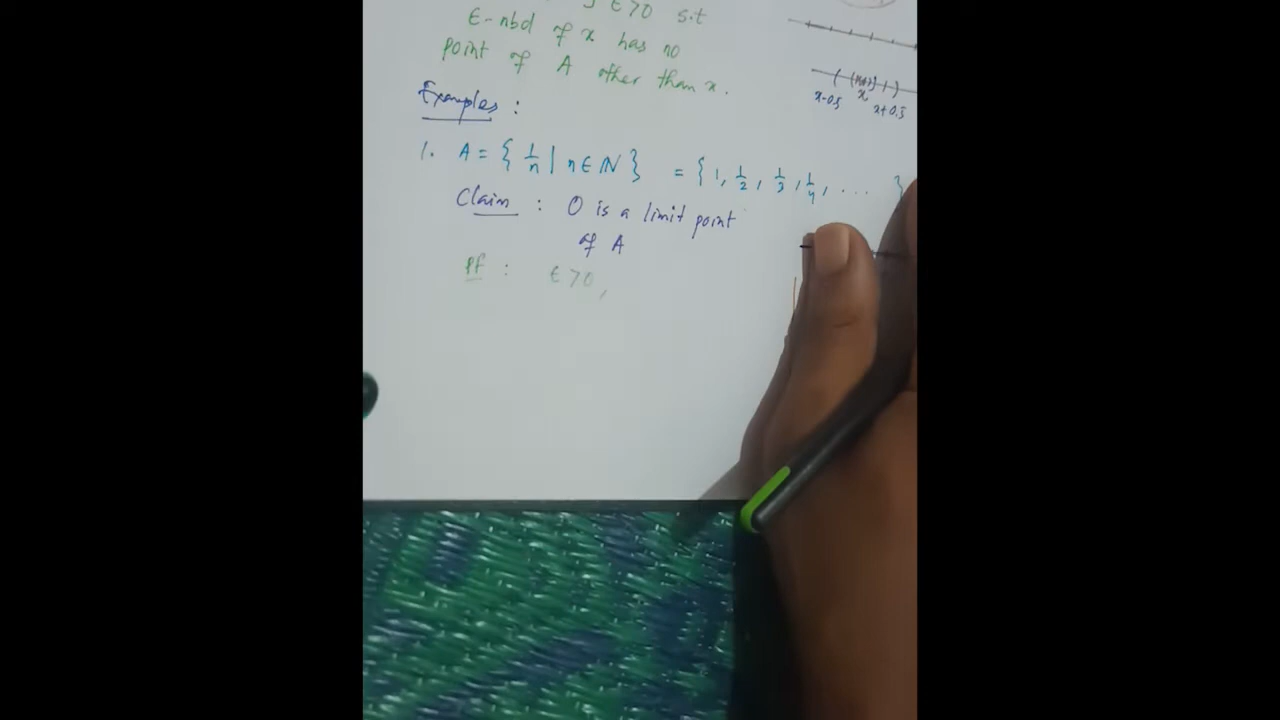 ε>0 s.t
ε-nbd of x has no
point of A other than x.
x-0.5 x x+0.5
Examples :
1. A = { 1/n | n ∈ ℕ } = { 1, 1/2, 1/3, 1/4, ... }
Claim : 0 is a limit point
of A
Pf : ε>0,